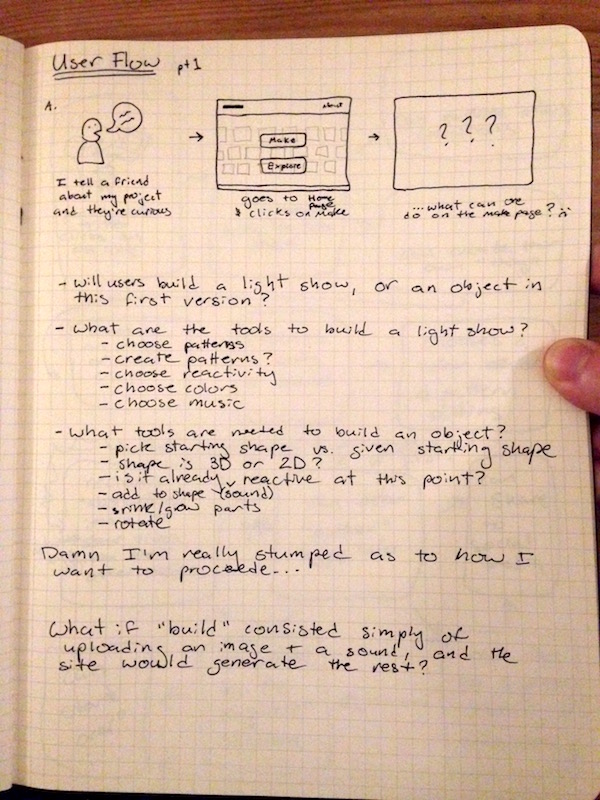 User Flow pt1
A.
About
Make
Explore
? ? ?
I tell a friend
about my project
and they're curious
goes to Home
Page
& clicks on Make
...what can one
do on the make page? :(
- will users build a light show, or an object in
this first version?
- What are the tools to build a light show?
- choose patterns
- create patterns?
- choose reactivity
- choose colors
- choose music
- What tools are needed to build an object?
- pick starting shape vs. given starting shape
- shape is 3D or 2D?
- is it already reactive at this point?
(sound)
- add to shape
- srink/grow parts
- rotate
Damn I'm really stumped as to how I
want to procede...
What if "build" consisted simply of
uploading an image + a sound, and the
site would generate the rest?